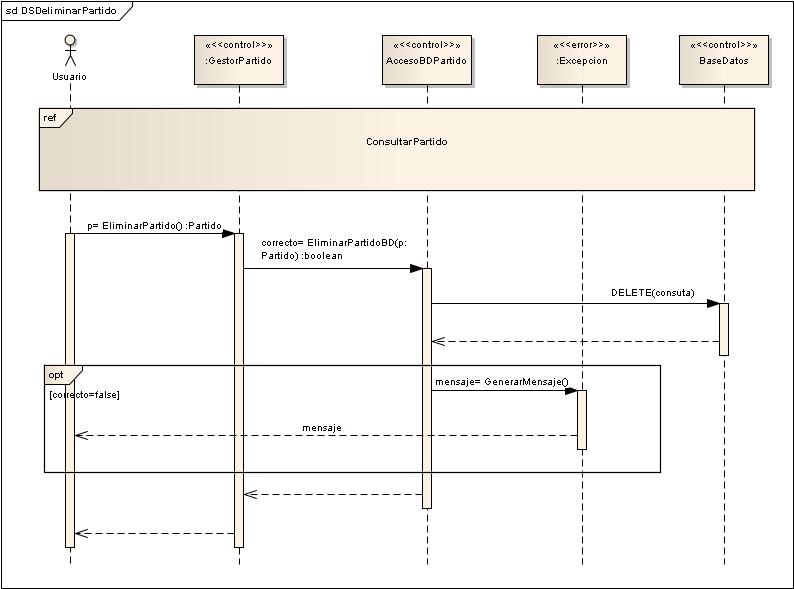 sd DSDeliminarPartido
Usuario
«<<control>>»
:GestorPartido
«<<control>>»
AccesoBDPartido
«<<error>>»
:Excepcion
«<<control>>»
BaseDatos
ref
ConsultarPartido
p= EliminarPartido() :Partido
correcto= EliminarPartidoBD(p:
Partido) :boolean
DELETE(consuta)
opt
[correcto=false]
mensaje= GenerarMensaje()
mensaje